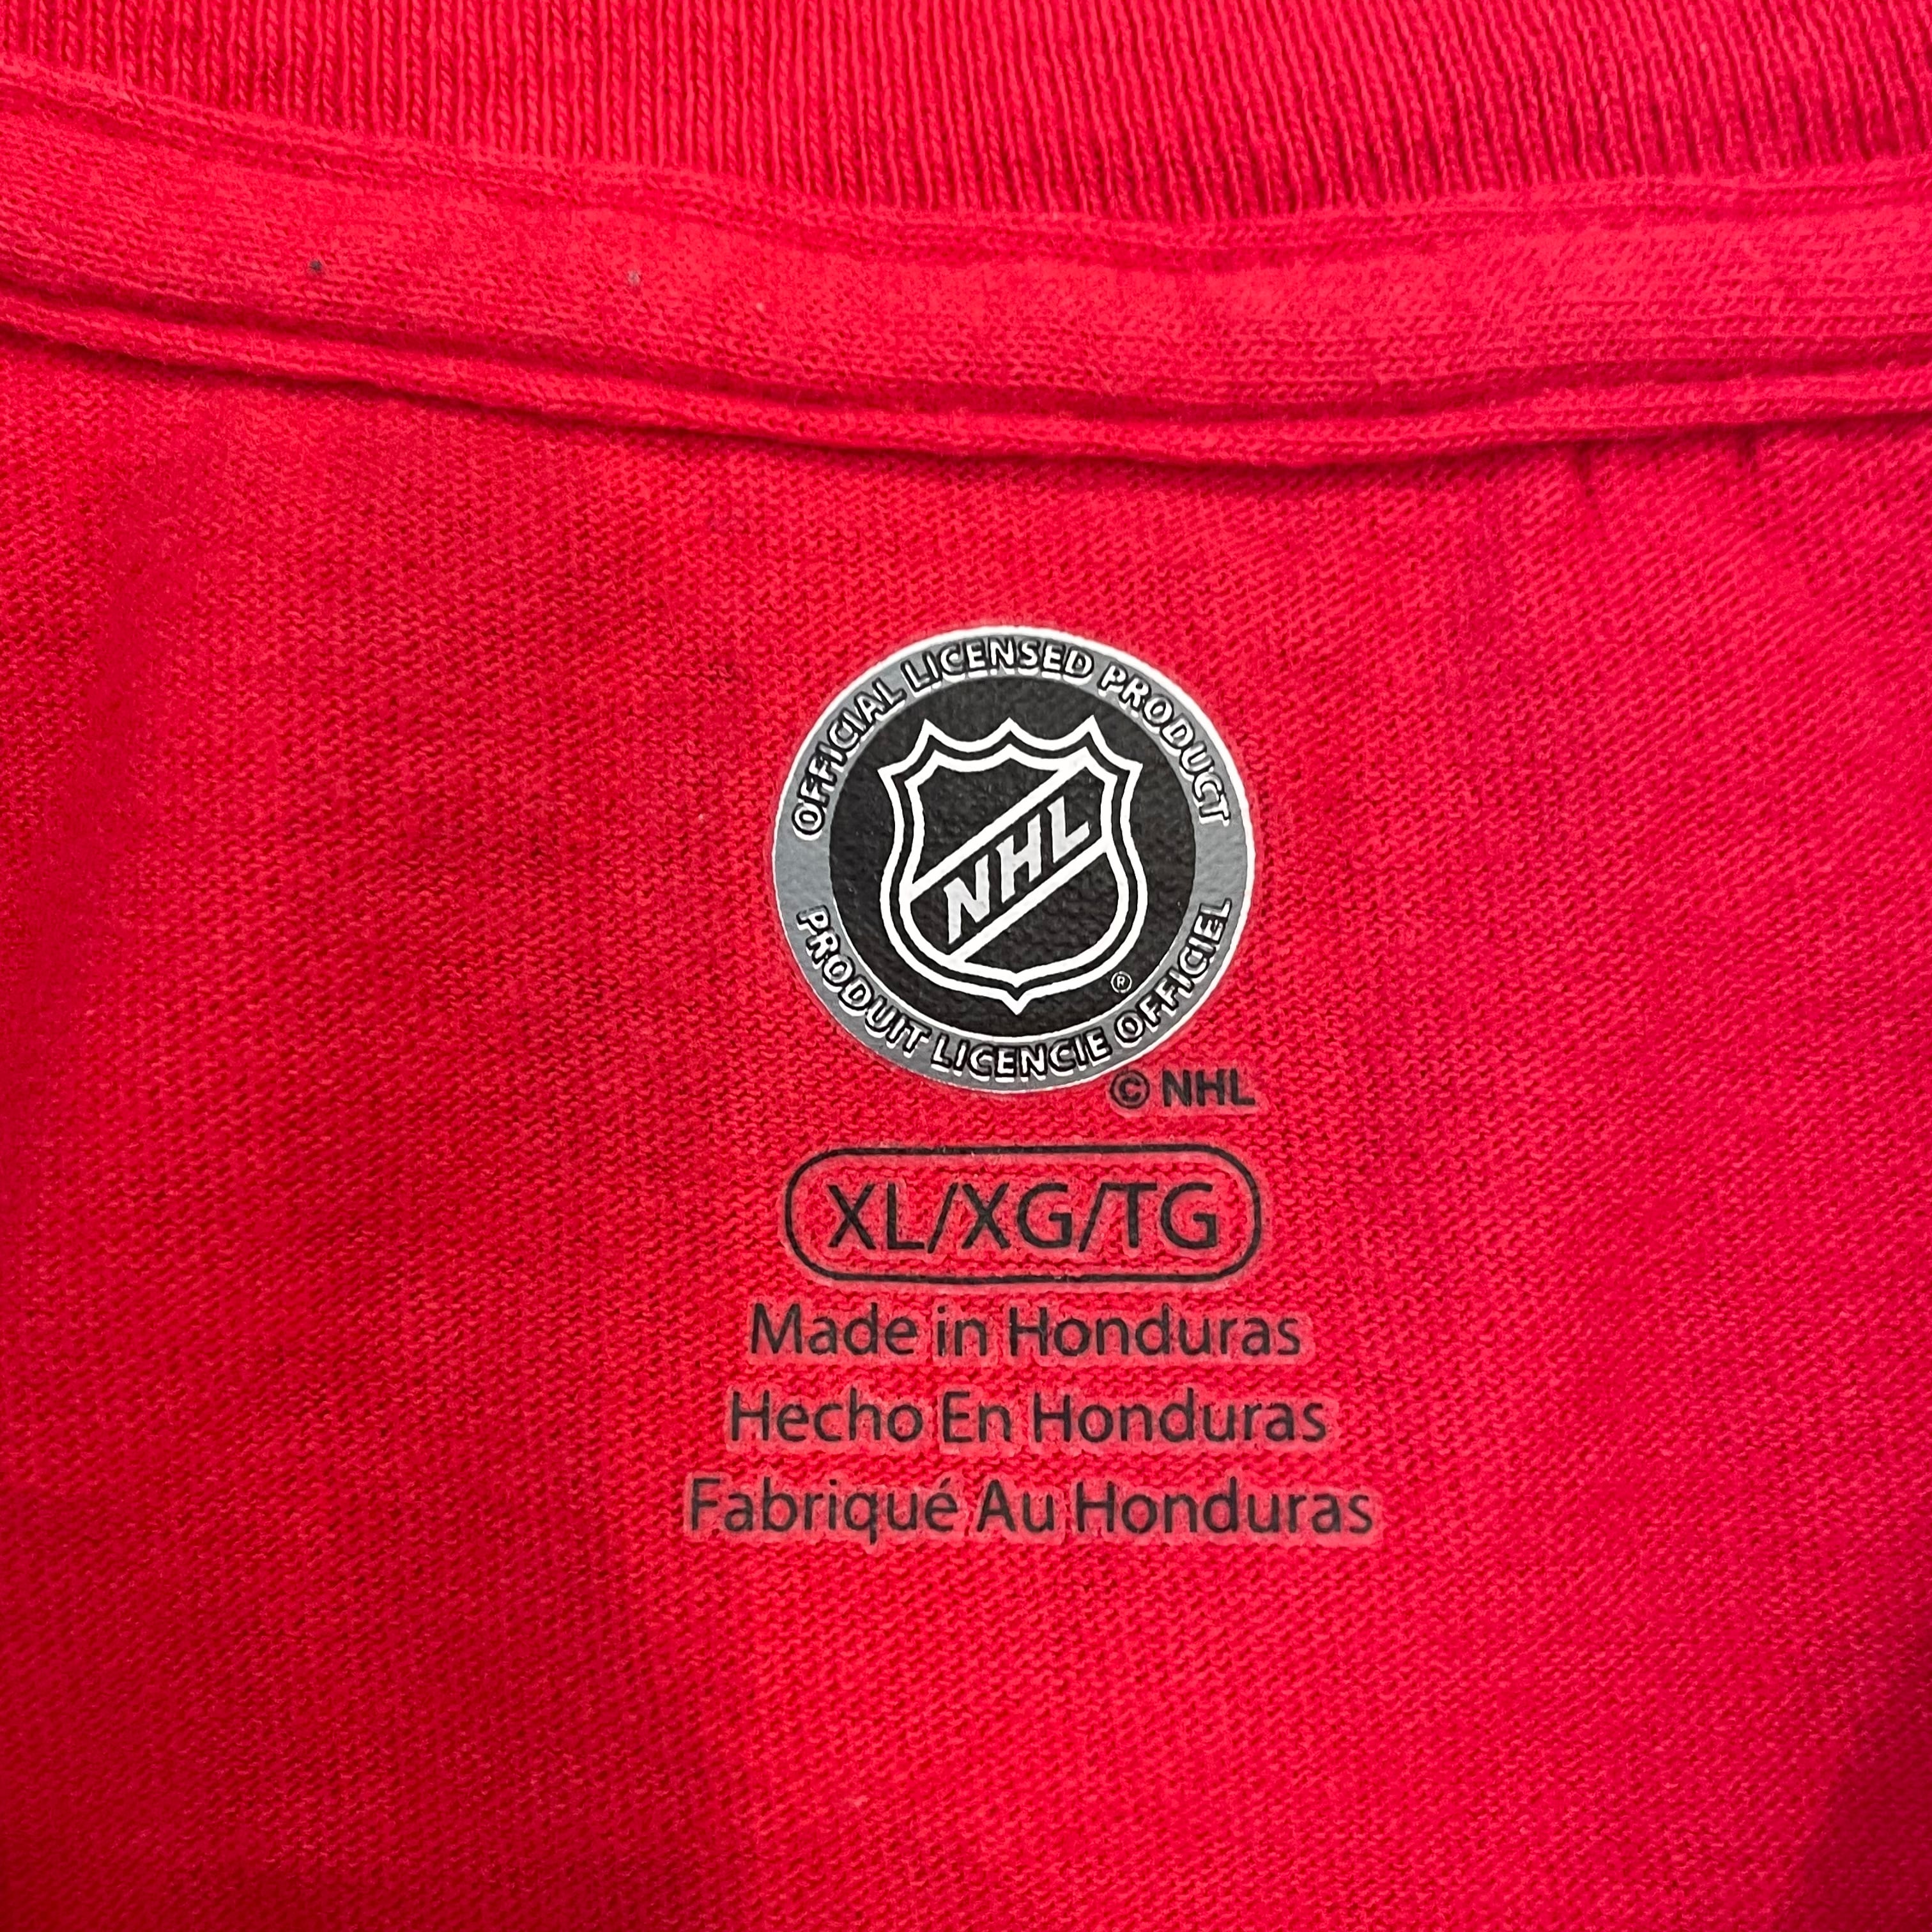 OFFICIAL LICENSED PRODUCT
NHL
®
PRODUIT LICENCIE OFFICIEL
© NHL
XL/XG/TG
Made in Honduras
Hecho En Honduras
Fabriqué Au Honduras